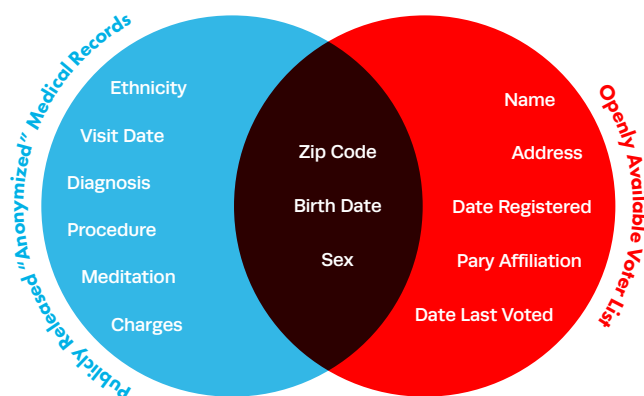 Publicly Released "Anonymized" Medical Records
Ethnicity
Visit Date
Diagnosis
Procedure
Meditation
Charges
Zip Code
Birth Date
Sex
Name
Address
Date Registered
Pary Affiliation
Date Last Voted
Openly Available Voter List